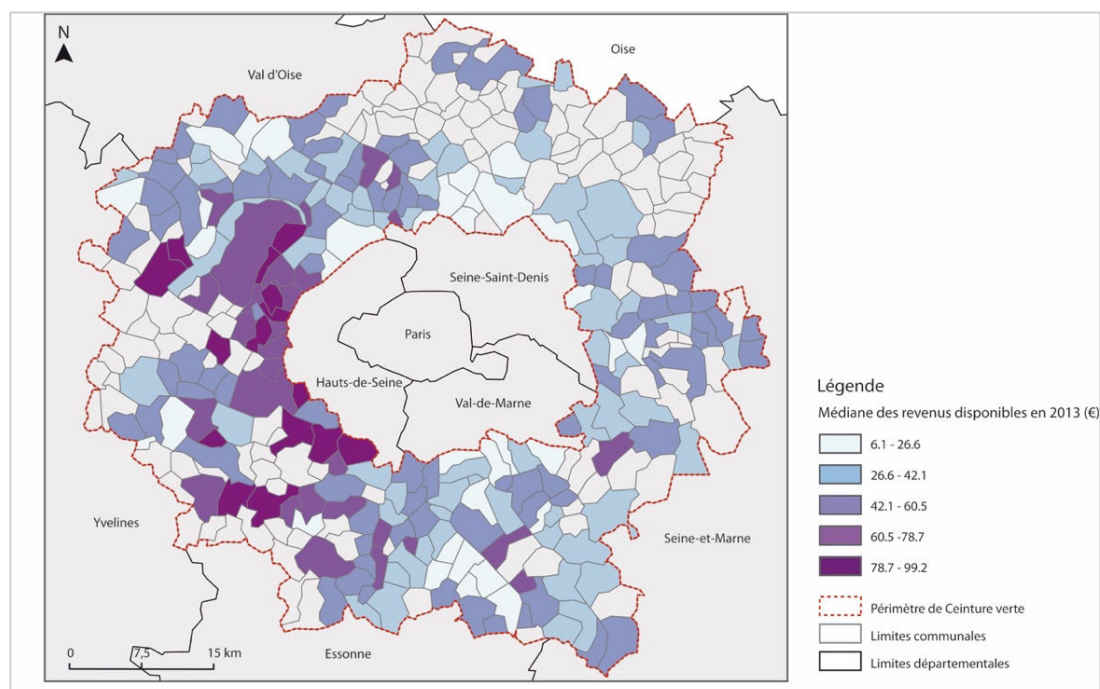 N
Oise
Val d'Oise
Seine-Saint-Denis
Paris
Hauts-de-Seine
Val-de-Marne
Yvelines
Seine-et-Marne
Essonne
0 7,5 15 km
Légende
Médiane des revenus disponibles en 2013 (€)
6.1 - 26.6
26.6 - 42.1
42.1 - 60.5
60.5 -78.7
78.7 - 99.2
Périmètre de Ceinture verte
Limites communales
Limites départementales